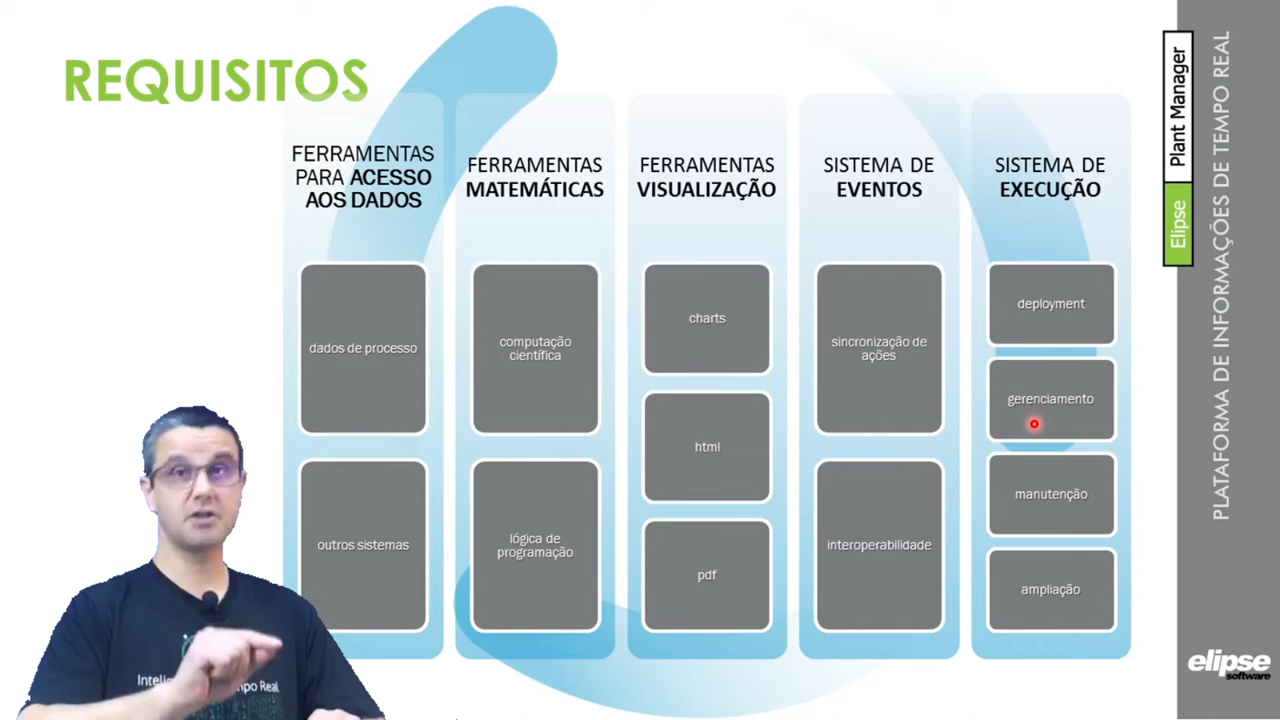 REQUISITOS
FERRAMENTAS
PARA ACESSO
AOS DADOS
dados de processo
outros sistemas
FERRAMENTAS
MATEMÁTICAS
computação
científica
lógica de
programação
FERRAMENTAS
VISUALIZAÇÃO
charts
html
pdf
SISTEMA DE
EVENTOS
sincronização de
ações
interoperabilidade
SISTEMA DE
EXECUÇÃO
deployment
gerenciamento
manutenção
ampliação
Elipse Plant Manager
PLATAFORMA DE INFORMAÇÕES DE TEMPO REAL
elipse
software
Real